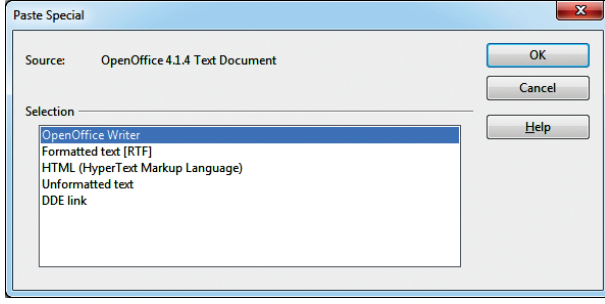 Paste Special
Source: OpenOffice 4.1.4 Text Document
OK
Cancel
Help
Selection
OpenOffice Writer
Formatted text [RTF]
HTML (HyperText Markup Language)
Unformatted text
DDE link